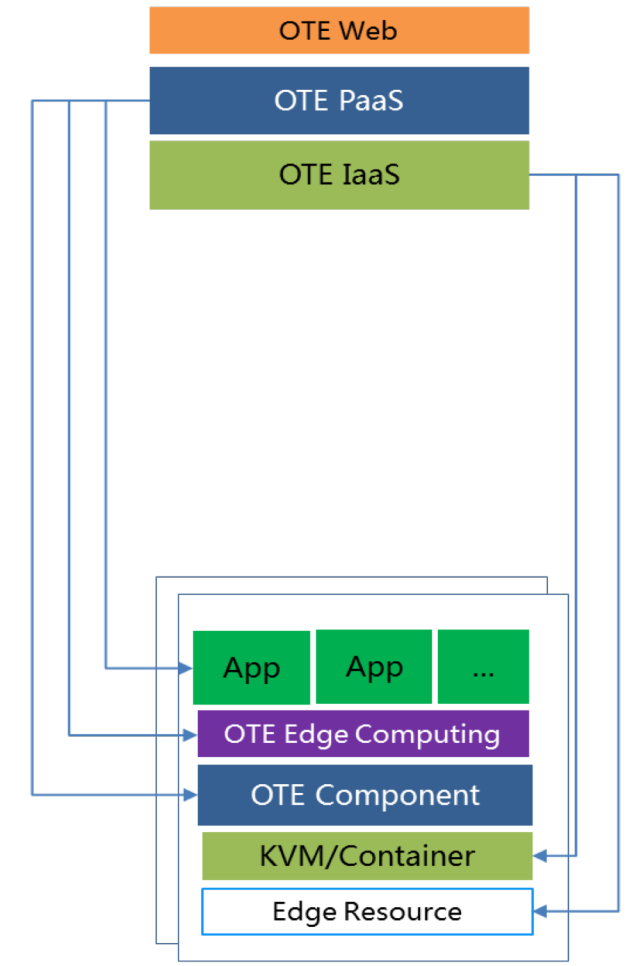 OTE Web
OTE PaaS
OTE IaaS
App
App
...
OTE Edge Computing
OTE Component
KVM/Container
Edge Resource